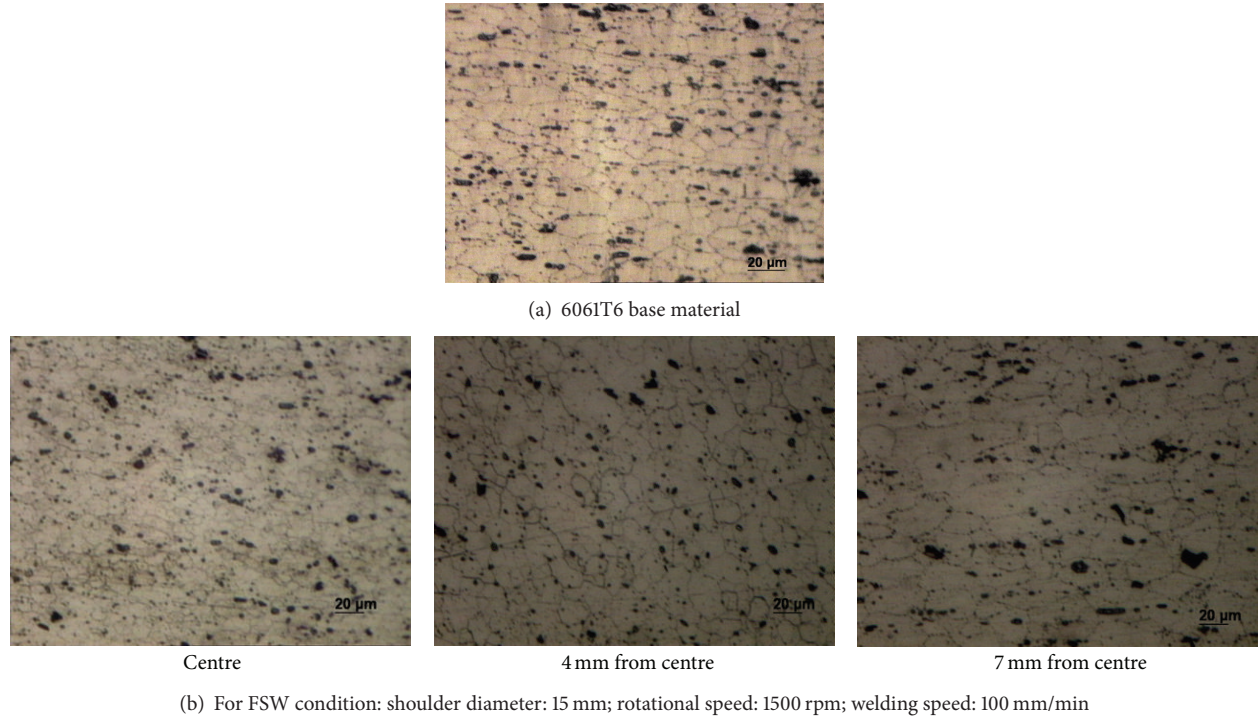 20 µm
(a) 6061T6 base material
20 µm
20 µm
20 µm
Centre
4 mm from centre
7 mm from centre
(b) For FSW condition: shoulder diameter: 15 mm; rotational speed: 1500 rpm; welding speed: 100 mm/min